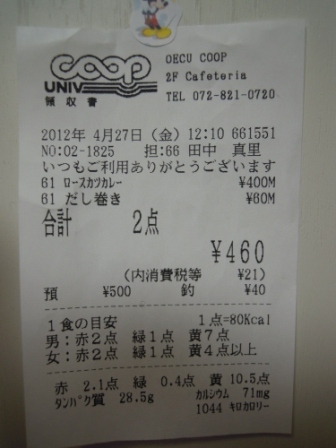 COOP
UNIV
OECU COOP
2F Cafeteria
TEL 072-821-0720
領収書
2012年 4月27日（金）12:10 661551
NO:02-1825 担:66 田中 真里
いつもご利用ありがとうございます
61 ﾛｰｽｶﾂｶﾚｰ ¥400M
61 だし巻き ¥60M
合計 2点
¥460
（内消費税等 ¥21）
預 ¥500 釣 ¥40
1食の目安 1点=80Kcal
男：赤2点 緑1点 黄7点
女：赤2点 緑1点 黄4点以上
赤 2.1点 緑 0.4点 黄 10.5点
ﾀﾝﾊﾟｸ質 28.5g ｶﾙｼｳﾑ 71mg
1044 ｷﾛｶﾛﾘｰ